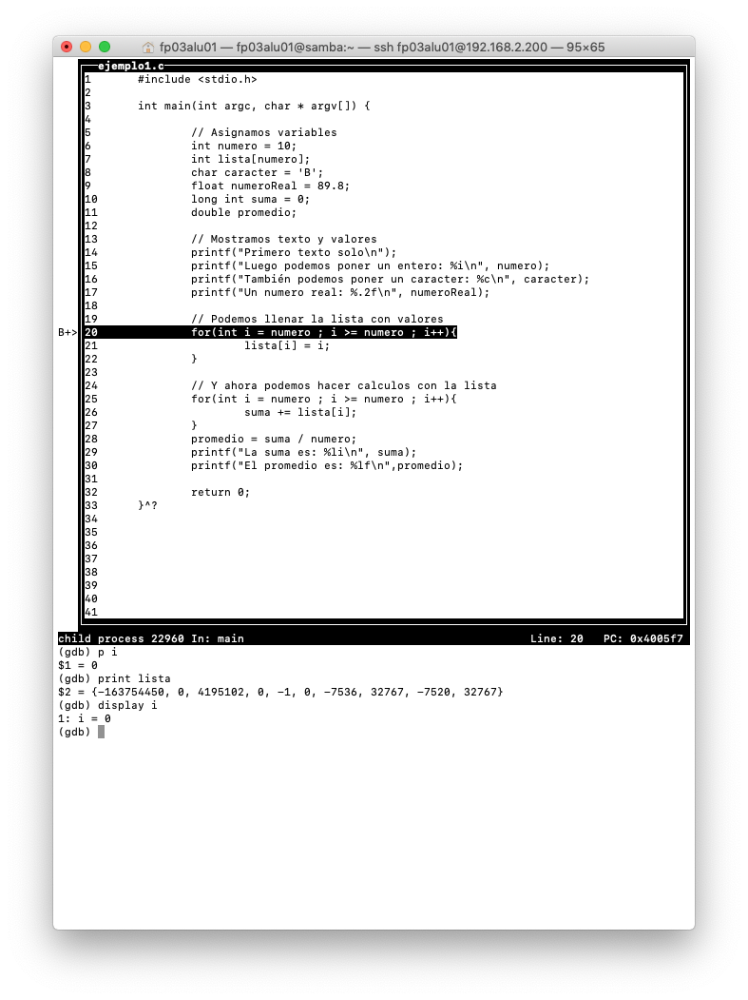 fp03alu01 — fp03alu01@samba:~ — ssh fp03alu01@192.168.2.200 — 95×65
ejemplo1.c
1 #include <stdio.h>
2
3 int main(int argc, char * argv[]) {
4
5 // Asignamos variables
6 int numero = 10;
7 int lista[numero];
8 char caracter = 'B';
9 float numeroReal = 89.8;
10 long int suma = 0;
11 double promedio;
12
13 // Mostramos texto y valores
14 printf("Primero texto solo\n");
15 printf("Luego podemos poner un entero: %i\n", numero);
16 printf("También podemos poner un caracter: %c\n", caracter);
17 printf("Un numero real: %.2f\n", numeroReal);
18
19 // Podemos llenar la lista con valores
B+> 20 for(int i = numero ; i >= numero ; i++){
21 lista[i] = i;
22 }
23
24 // Y ahora podemos hacer calculos con la lista
25 for(int i = numero ; i >= numero ; i++){
26 suma += lista[i];
27 }
28 promedio = suma / numero;
29 printf("La suma es: %li\n", suma);
30 printf("El promedio es: %lf\n",promedio);
31
32 return 0;
33 }^?
34
35
36
37
38
39
40
41
child process 22960 In: main Line: 20 PC: 0x4005f7
(gdb) p i
$1 = 0
(gdb) print lista
$2 = {-163754450, 0, 4195102, 0, -1, 0, -7536, 32767, -7520, 32767}
(gdb) display i
1: i = 0
(gdb)